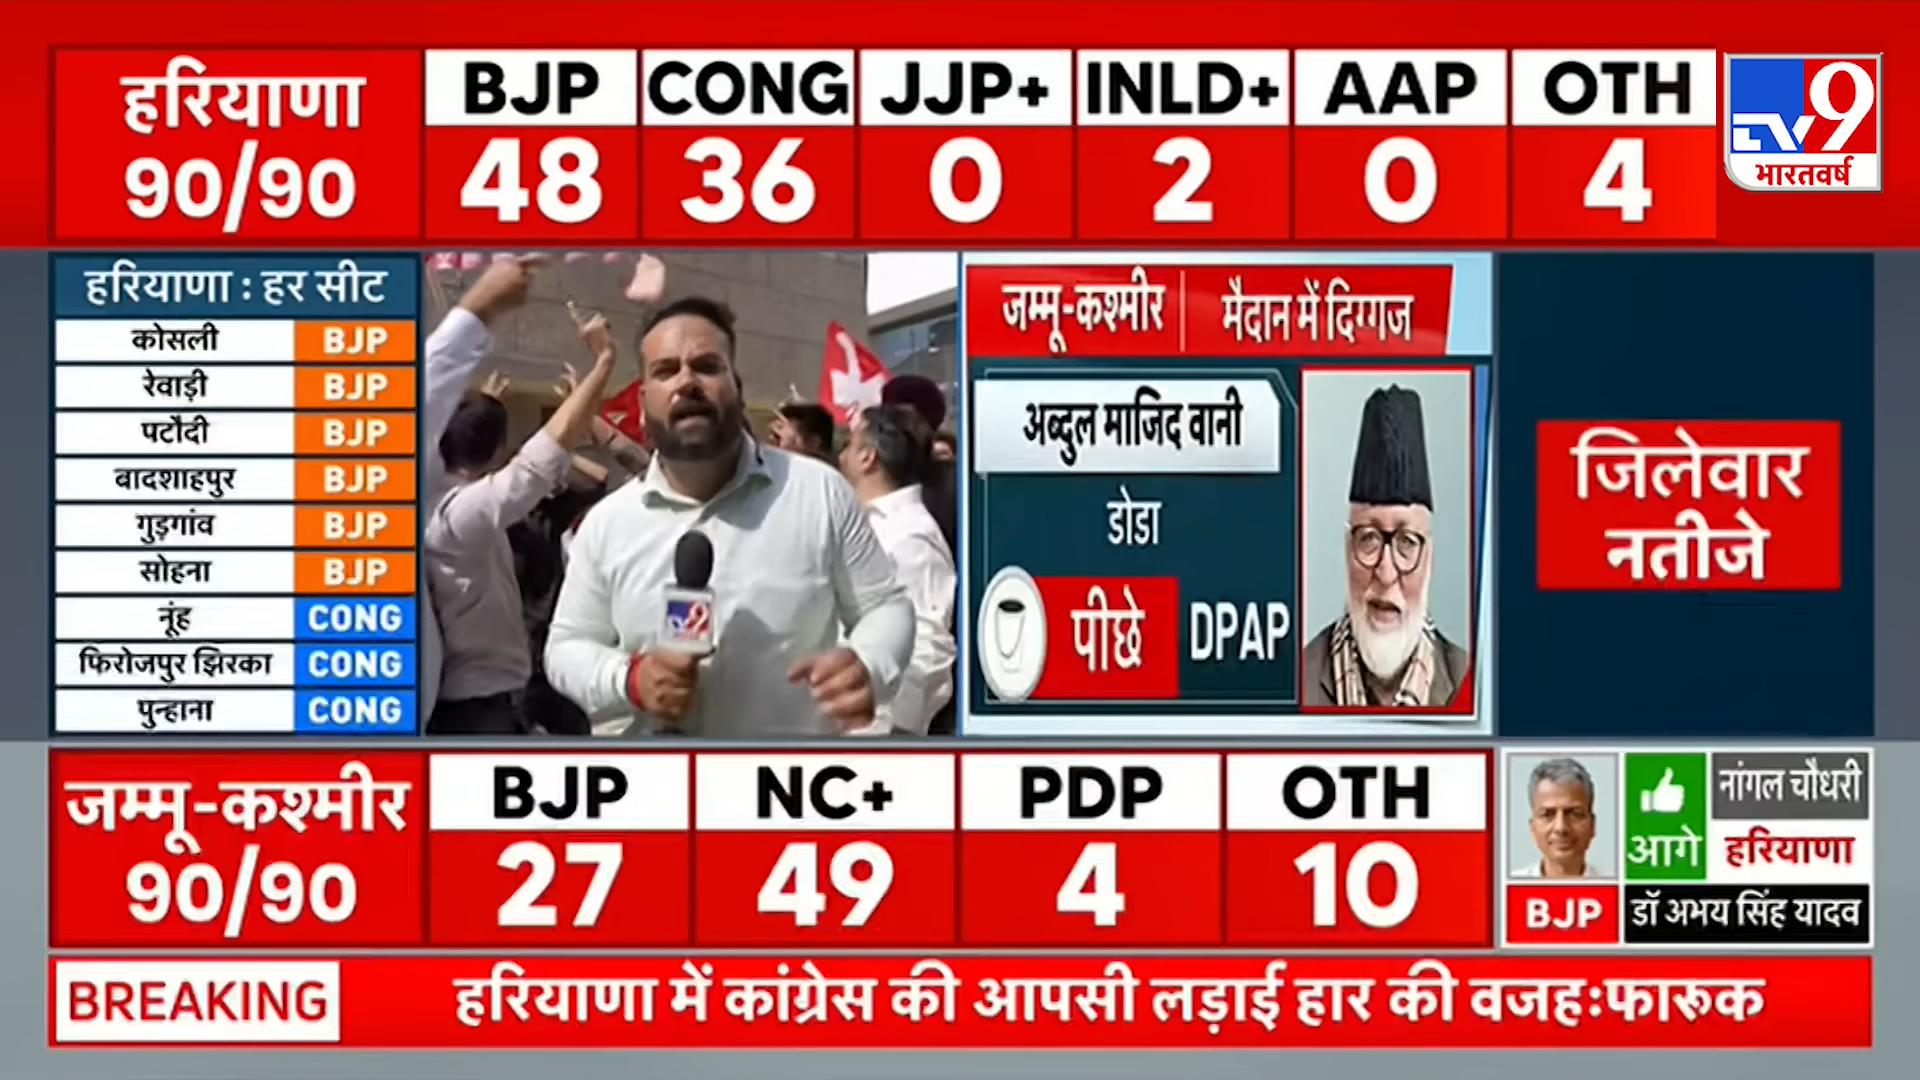 हरियाणा
90/90
BJP CONG JJP+ INLD+ AAP OTH
48 36 0 2 0 4
TV9
भारतवर्ष
हरियाणा : हर सीट
कोसली BJP
रेवाड़ी BJP
पटौदी BJP
बादशाहपुर BJP
गुड़गांव BJP
सोहना BJP
नूंह CONG
फिरोजपुर झिरका CONG
पुन्हाना CONG
TV9
जम्मू-कश्मीर मैदान में दिग्गज
अब्दुल माजिद वानी
डोडा
पीछे DPAP
जिलेवार
नतीजे
जम्मू-कश्मीर
90/90
BJP NC+ PDP OTH
27 49 4 10
आगे
नांगल चौधरी
हरियाणा
BJP डॉ अभय सिंह यादव
BREAKING हरियाणा में कांग्रेस की आपसी लड़ाई हार की वजहःफारूक